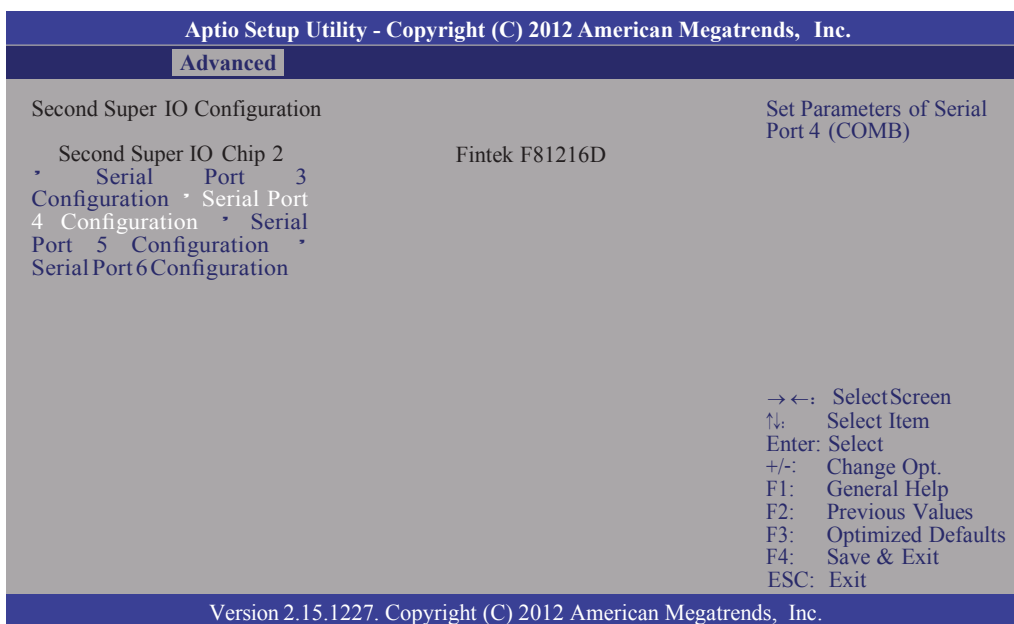 Aptio Setup Utility - Copyright (C) 2012 American Megatrends, Inc.
Advanced
Second Super IO Configuration
Second Super IO Chip 2 Fintek F81216D
‣ Serial Port 3
Configuration ‣ Serial Port
4 Configuration ‣ Serial
Port 5 Configuration ‣
Serial Port 6 Configuration
Set Parameters of Serial
Port 4 (COMB)
→←: Select Screen
↑↓: Select Item
Enter: Select
+/-: Change Opt.
F1: General Help
F2: Previous Values
F3: Optimized Defaults
F4: Save & Exit
ESC: Exit
Version 2.15.1227. Copyright (C) 2012 American Megatrends, Inc.